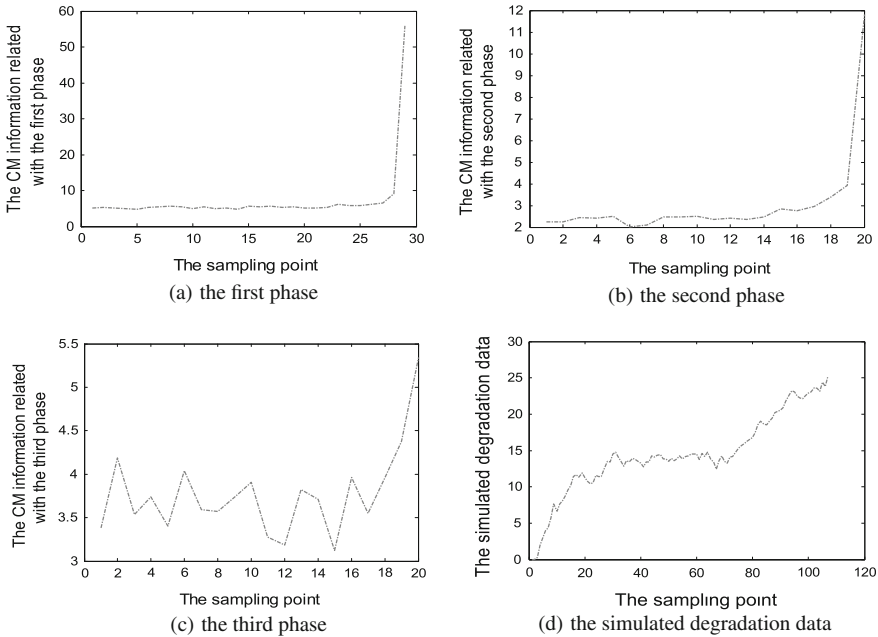 60
50
40
30
20
10
0
0 5 10 15 20 25 30
The CM information related
with the first phase
The sampling point
(a) the first phase
12
11
10
9
8
7
6
5
4
3
2
0 2 4 6 8 10 12 14 16 18 20
The CM information related
with the second phase
The sampling point
(b) the second phase
5.5
5
4.5
4
3.5
3
0 2 4 6 8 10 12 14 16 18 20
The CM information related
with the third phase
The sampling point
(c) the third phase
30
25
20
15
10
5
0
0 20 40 60 80 100 120
The simulated degradation data
The sampling point
(d) the simulated degradation data